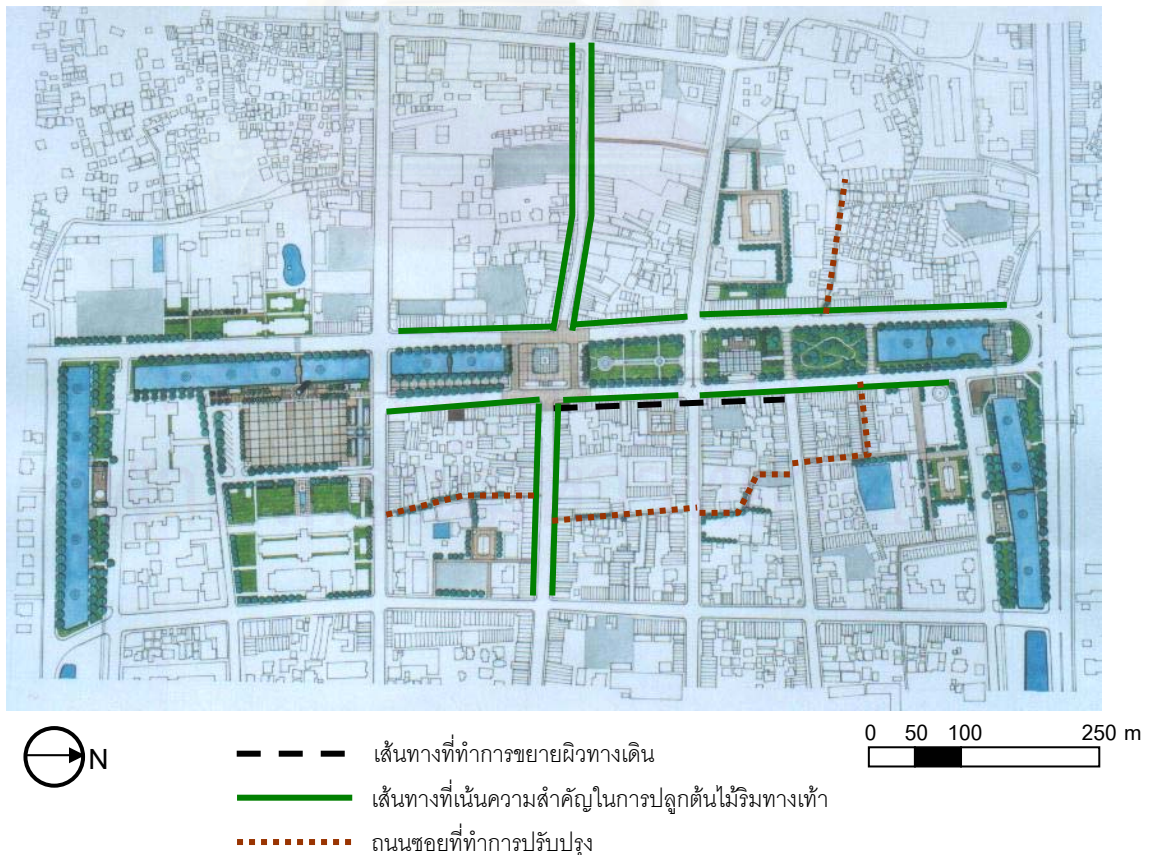 N
เส้นทางที่ทำการขยายผิวทางเดิน
เส้นทางที่เน้นความสำคัญในการปลูกต้นไม้ริมทางเท้า
ถนนซอยที่ทำการปรับปรุง
0 50 100 250 m